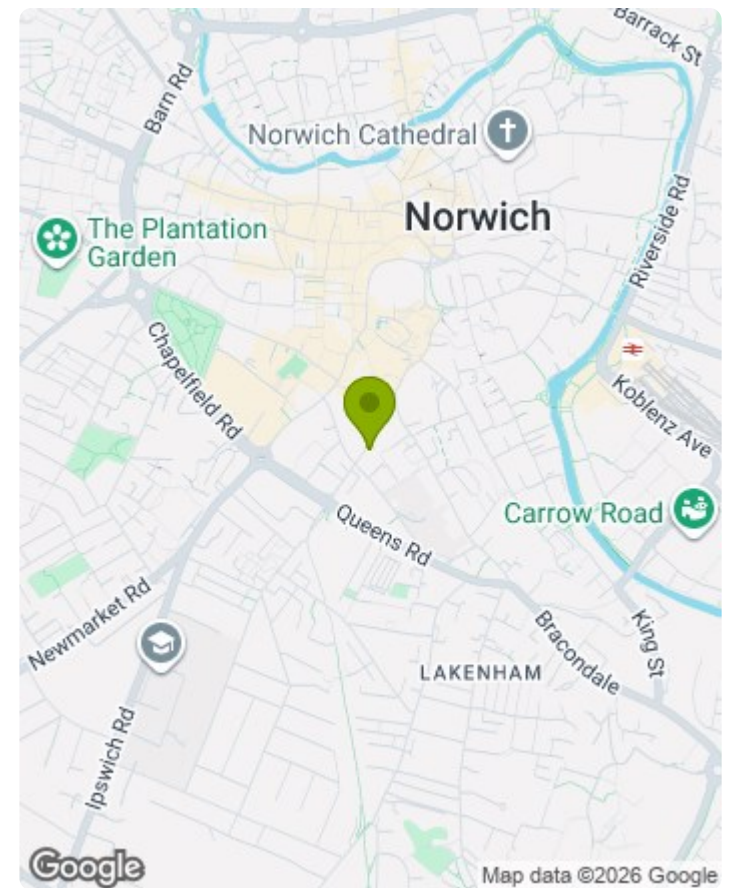 Barrack St
Barn Rd
Norwich Cathedral
Norwich
Riverside Rd
The Plantation
Garden
Chapelfield Rd
Koblenz Ave
Carrow Road
Queens Rd
Newmarket Rd
King St
Bracondale
LAKENHAM
Ipswich Rd
Google
Map data ©2026 Google